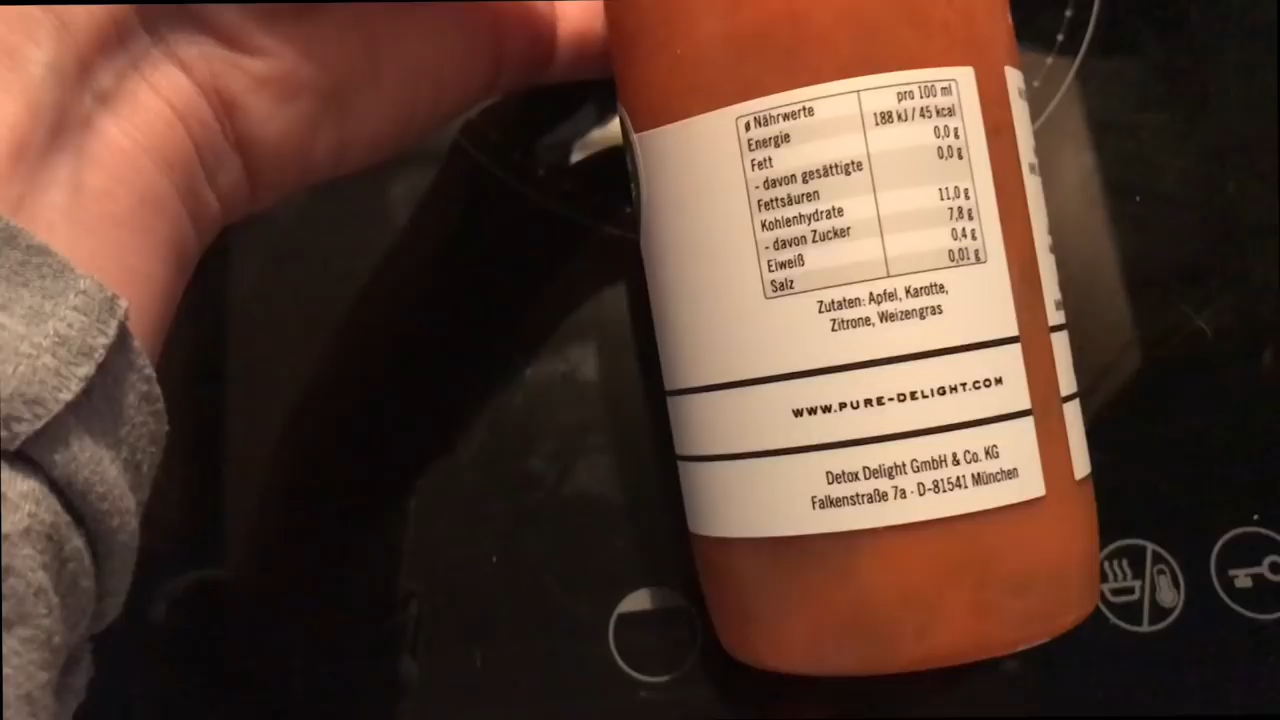 ø Nährwerte pro 100 ml
Energie 188 kJ / 45 kcal
Fett 0,0 g
- davon gesättigte 0,0 g
Fettsäuren
Kohlenhydrate 11,0 g
- davon Zucker 7,8 g
Eiweiß 0,4 g
Salz 0,01 g
Zutaten: Apfel, Karotte,
Zitrone, Weizengras
WWW.PURE-DELIGHT.COM
Detox Delight GmbH & Co. KG
Falkenstraße 7a · D-81541 München